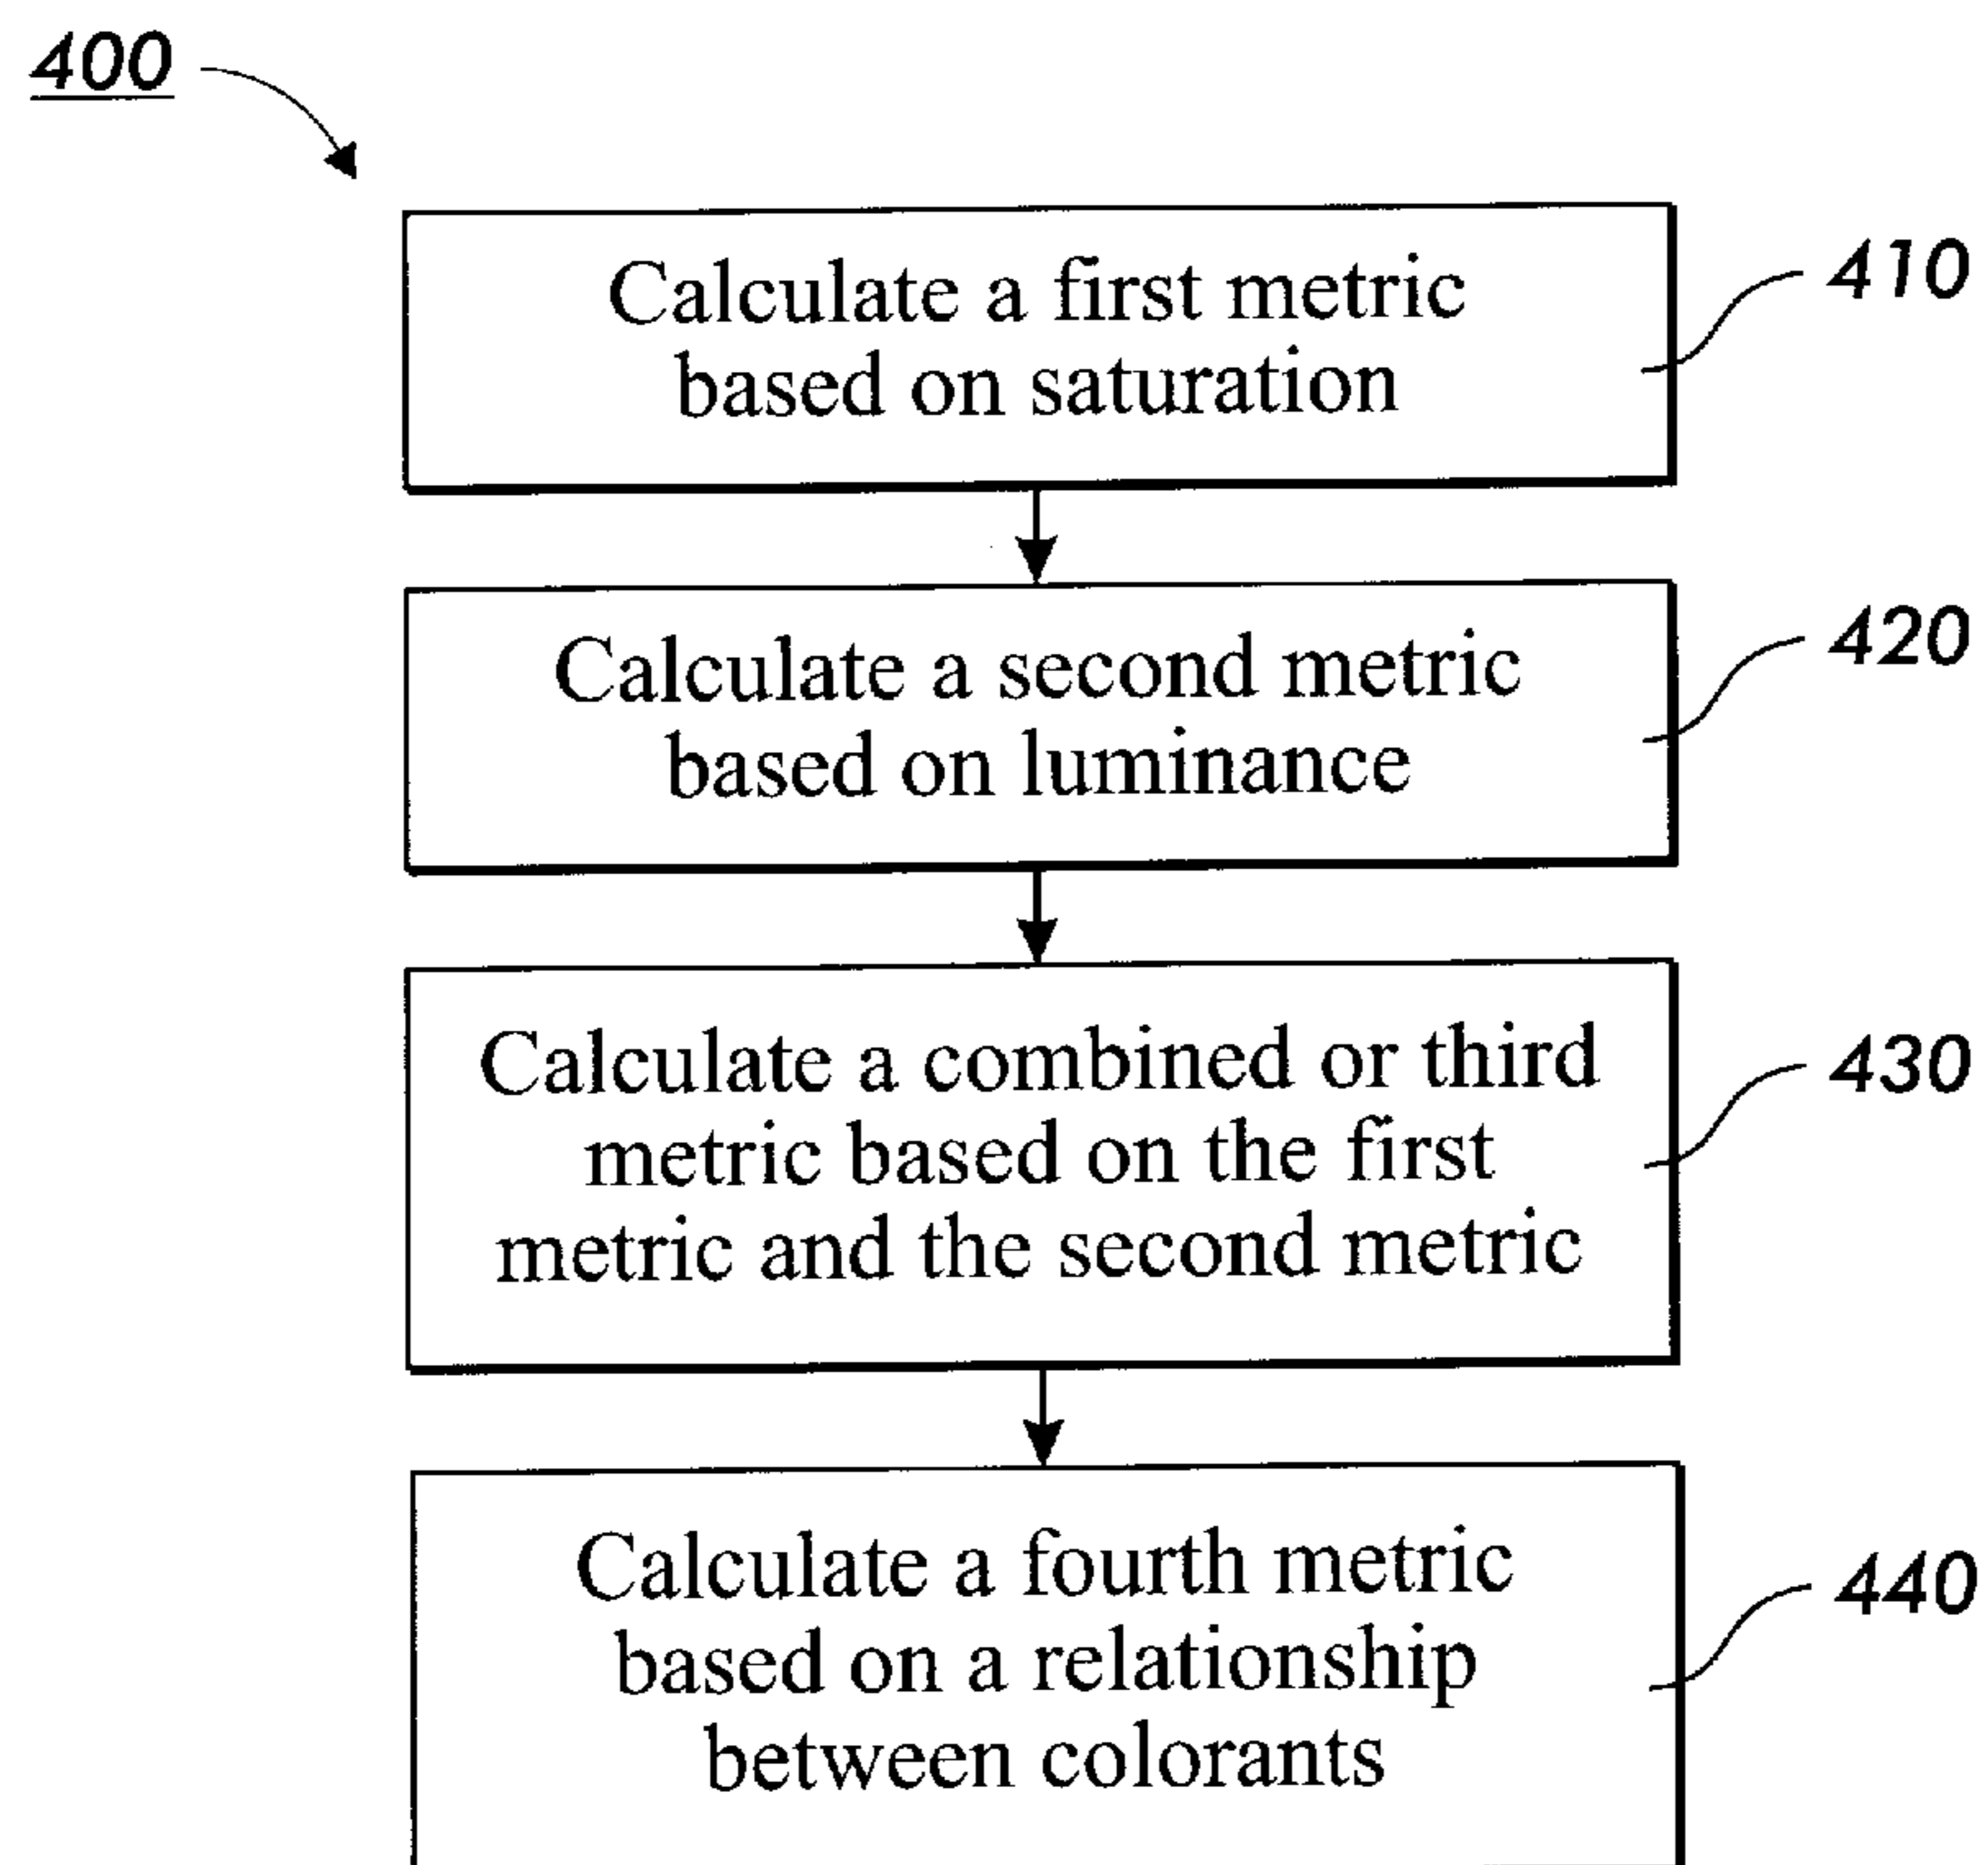 400
Calculate a first metric
based on saturation
410
Calculate a second metric
based on luminance
420
Calculate a combined or third
metric based on the first
metric and the second metric
430
Calculate a fourth metric
based on a relationship
between colorants
440